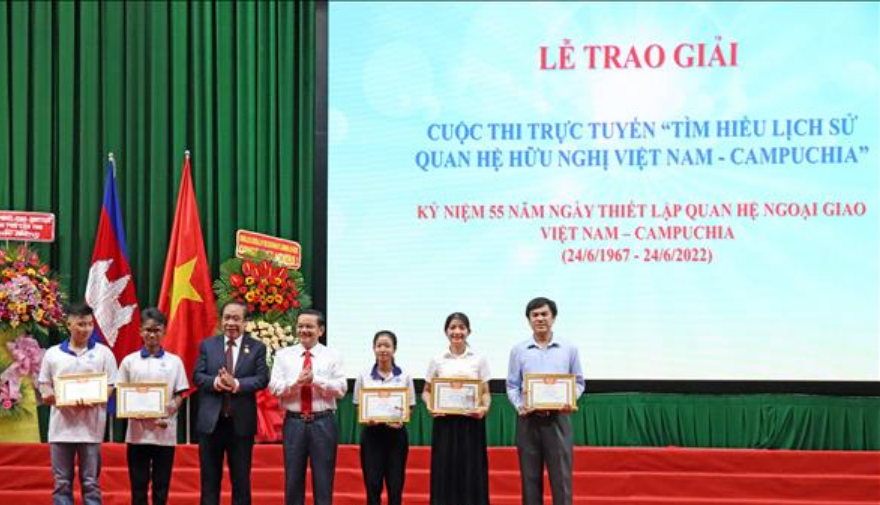 LỄ TRAO GIẢI
CUỘC THI TRỰC TUYẾN “TÌM HIỂU LỊCH SỬ
QUAN HỆ HỮU NGHỊ VIỆT NAM - CAMPUCHIA”
KỶ NIỆM 55 NĂM NGÀY THIẾT LẬP QUAN HỆ NGOẠI GIAO
VIỆT NAM – CAMPUCHIA
(24/6/1967 - 24/6/2022)